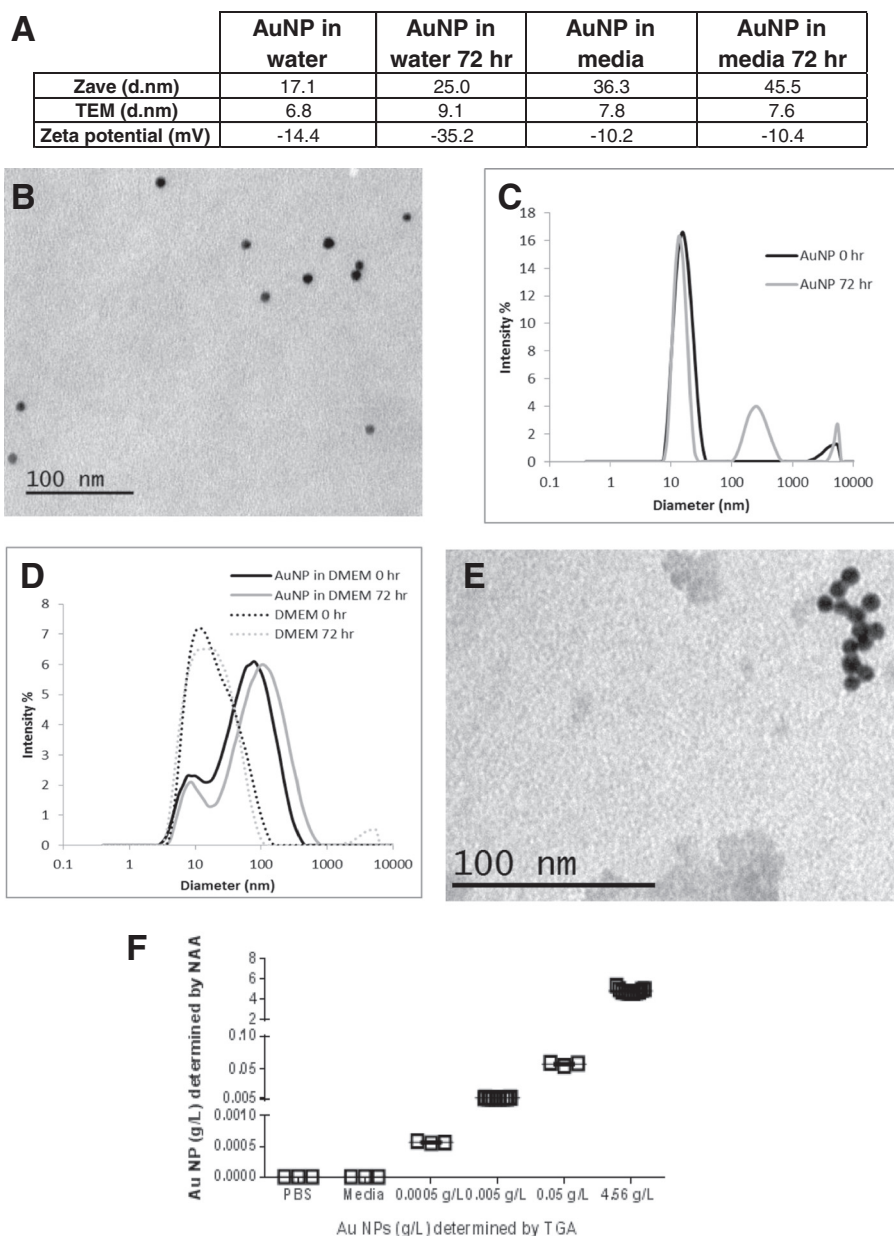 A
AuNP in water AuNP in water 72 hr AuNP in media AuNP in media 72 hr
Zave (d.nm) 17.1 25.0 36.3 45.5
TEM (d.nm) 6.8 9.1 7.8 7.6
Zeta potential (mV) -14.4 -35.2 -10.2 -10.4
B
100 nm
C
18
16
14
12
10
8
6
4
2
0
Intensity %
AuNP 0 hr
AuNP 72 hr
0.1 1 10 100 1000 10000
Diameter (nm)
D
AuNP in DMEM 0 hr
AuNP in DMEM 72 hr
DMEM 0 hr
DMEM 72 hr
8
7
6
5
4
3
2
1
0
Intensity %
0.1 1 10 100 1000 10000
Diameter (nm)
E
100 nm
F
Au NP (g/L) determined by NAA
8
6
4
2
0.10
0.05
0.005
0.0010
0.0005
0.0000
PBS Media 0.0005 g/L 0.005 g/L 0.05 g/L 4.56 g/L
Au NPs (g/L) determined by TGA